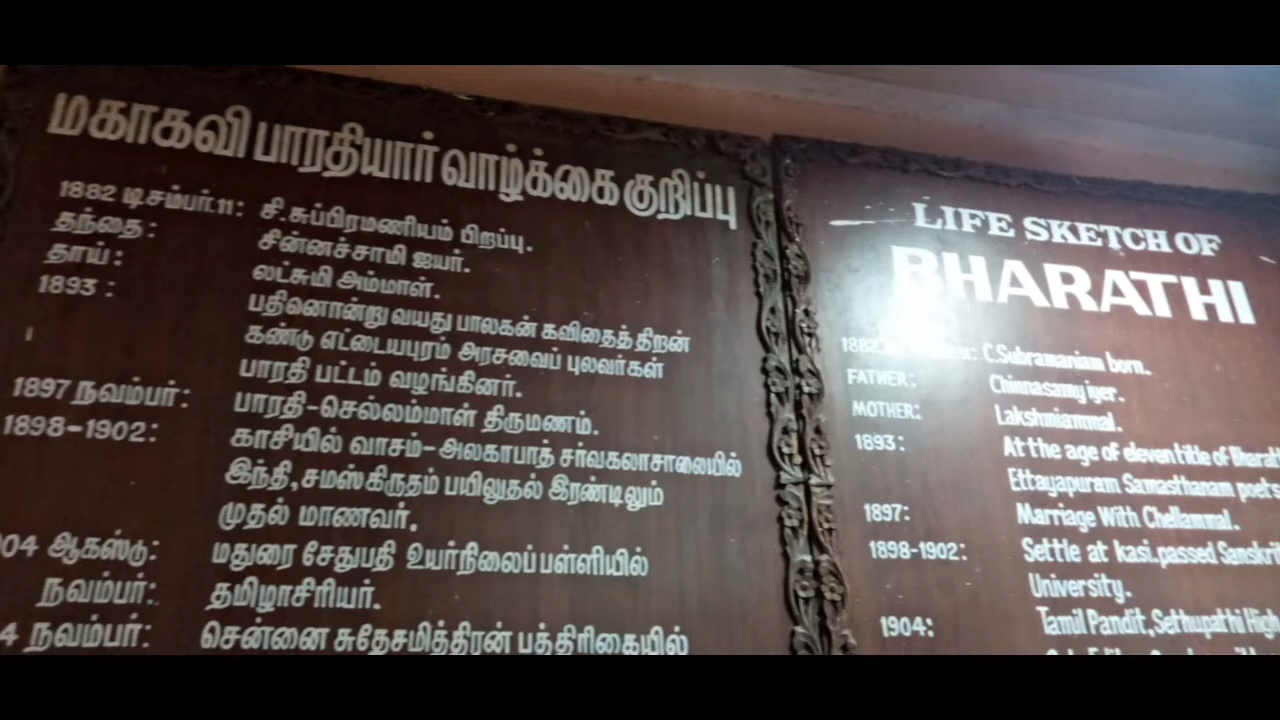 மகாகவி பாரதியார் வாழ்க்கை குறிப்பு
1882 டிசம்பர்.11: சி.சுப்பிரமணியம் பிறப்பு.
தந்தை: சின்னச்சாமி ஐயர்.
தாய்: லட்சுமி அம்மாள்.
1893: பதினொன்று வயது பாலகன் கவிதைத் திறன்
கண்டு எட்டையபுரம் அரசவைப் புலவர்கள்
பாரதி பட்டம் வழங்கினர்.
1897 நவம்பர்: பாரதி-செல்லம்மாள் திருமணம்.
1898-1902: காசியில் வாசம்-அலகாபாத் சர்வகலாசாலையில்
இந்தி,சமஸ்கிருதம் பயிலுதல் இரண்டிலும்
முதல் மாணவர்.
04 ஆகஸ்டு: மதுரை சேதுபதி உயர்நிலைப்பள்ளியில்
நவம்பர்: தமிழாசிரியர்.
4 நவம்பர்: சென்னை சுதேசமித்திரன் பத்திரிகையில்
LIFE SKETCH OF
BHARATHI
1882 C.Subramaniam born.
FATHER: Chinnasamy iyer.
MOTHER: Lakshmiammal.
1893: At the age of eleven title of Bharat
Ettayapuram Samasthanam poets
1897: Marriage With Chellammal.
1898-1902: Settle at kasi.passed Sanskri
University.
1904: Tamil Pandit, Sethupathi High